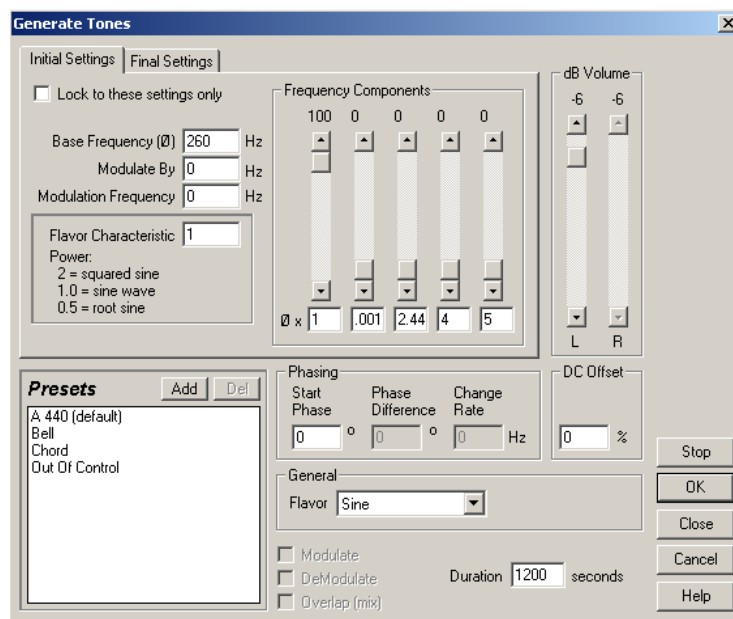 Generate Tones
Initial Settings
Final Settings
Lock to these settings only
Base Frequency (Ø) 260 Hz
Modulate By 0 Hz
Modulation Frequency 0 Hz
Flavor Characteristic 1
Power:
2 = squared sine
1.0 = sine wave
0.5 = root sine
Frequency Components
100 0 0 0 0
Ø x 1 .001 2.44 4 5
dB Volume
-6 -6
L R
Presets Add Del
A 440 (default)
Bell
Chord
Out Of Control
Phasing
Start Phase
Phase Difference
Change Rate
0 ° 0 ° 0 Hz
DC Offset
0 %
General
Flavor Sine
Modulate
DeModulate
Overlap (mix)
Duration 1200 seconds
Stop
OK
Close
Cancel
Help